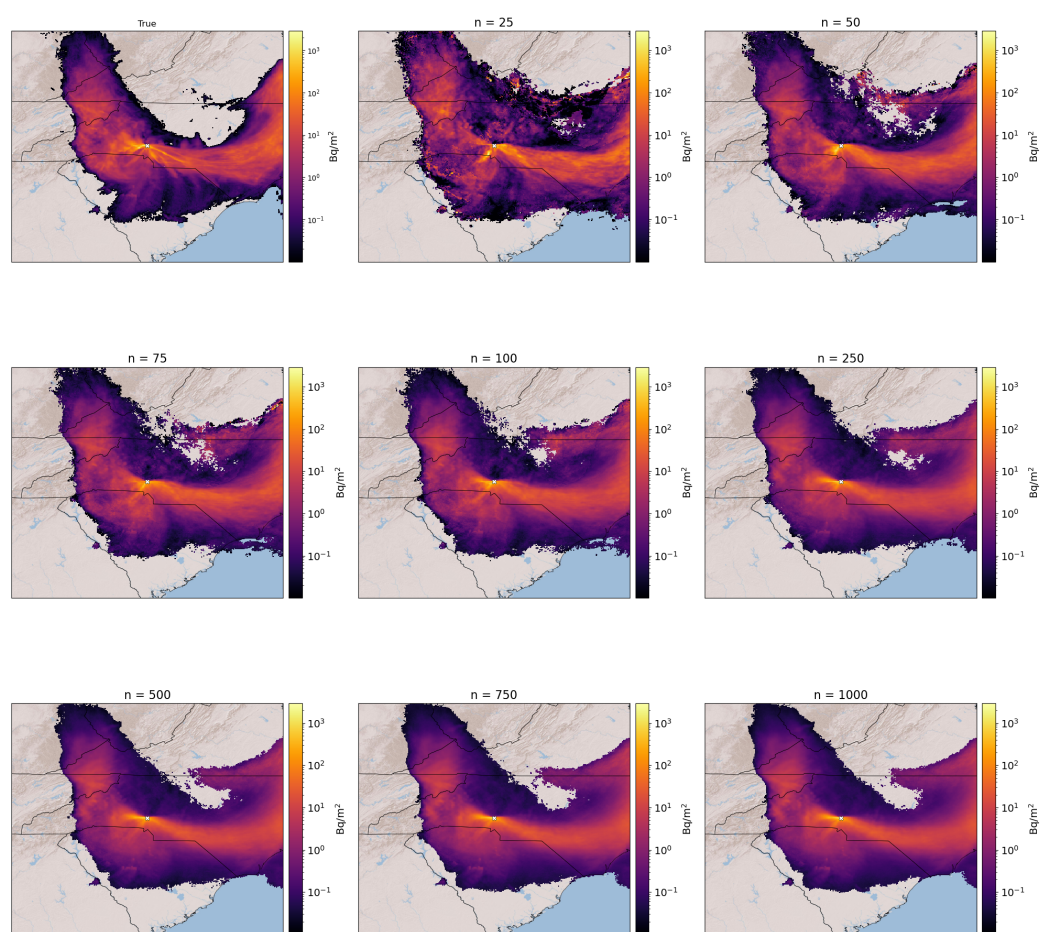 True
10³
10²
10¹
10⁰
10⁻¹
Bq/m²
n = 25
10³
10²
10¹
10⁰
10⁻¹
Bq/m²
n = 50
10³
10²
10¹
10⁰
10⁻¹
Bq/m²
n = 75
10³
10²
10¹
10⁰
10⁻¹
Bq/m²
n = 100
10³
10²
10¹
10⁰
10⁻¹
Bq/m²
n = 250
10³
10²
10¹
10⁰
10⁻¹
Bq/m²
n = 500
10³
10²
10¹
10⁰
10⁻¹
Bq/m²
n = 750
10³
10²
10¹
10⁰
10⁻¹
Bq/m²
n = 1000
10³
10²
10¹
10⁰
10⁻¹
Bq/m²